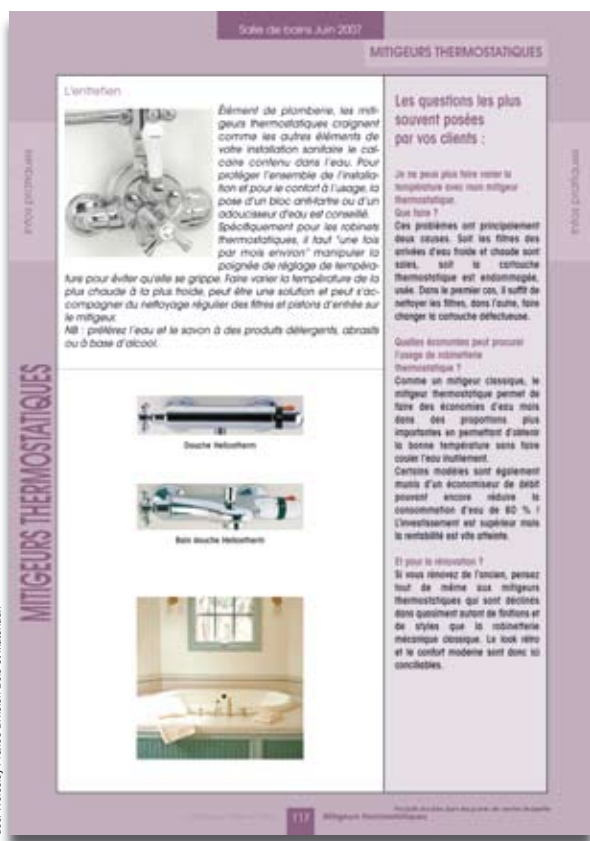 Salle de bains Juin 2007
MITIGEURS THERMOSTATIQUES
L'entretien
Élément de plomberie, les miti-
geurs thermostatiques craignent
comme les autres éléments de
votre installation sanitaire le cal-
caire contenu dans l'eau. Pour
protéger l'ensemble de l'installa-
tion et pour le confort à l'usage, la
pose d'un bloc anti-tartre ou d'un
adoucisseur d'eau est conseillé.
Spécifiquement pour les robinets
thermostatiques, il faut "une fois
par mois environ" manipuler la
poignée de réglage de tempéra-
ture pour éviter qu'elle se grippe. Faire varier la température de la
plus chaude à la plus froide, peut être une solution et peut s'ac-
compagner du nettoyage régulier des filtres et pistons d'entrée sur
le mitigeur.
NB : préférez l'eau et le savon à des produits détergents, abrasifs
ou à base d'alcool.
Douche Heliostherm
Bain douche Heliostherm
Les questions les plus
souvent posées
par vos clients :
Je ne peux plus faire varier la
température avec mon mitigeur
thermostatique.
Que faire ?
Ces problèmes ont principalement
deux causes. Soit les filtres des
arrivées d'eau froide et chaude sont
sales, soit la cartouche
thermostatique est endommagée,
usée. Dans le premier cas, il suffit de
nettoyer les filtres, dans l'autre, faire
changer la cartouche défectueuse.
Quelles économies peut procurer
l'usage de robinetterie
thermostatique ?
Comme un mitigeur classique, le
mitigeur thermostatique permet de
faire des économies d'eau mais
dans des proportions plus
importantes en permettant d'obtenir
la bonne température sans faire
couler l'eau inutilement.
Certains modèles sont également
munis d'un économiseur de débit
pouvant encore réduire la
consommation d'eau de 60 % !
L'investissement est supérieur mais
la rentabilité est vite atteinte.
Et pour la rénovation ?
Si vous rénovez de l'ancien, pensez
tout de même aux mitigeurs
thermostatiques qui sont déclinés
dans quasiment autant de finitions et
de styles que la robinetterie
mécanique classique. Le look rétro
et le confort moderne sont donc ici
conciliables.
Infos pratiques
Infos pratiques
MITIGEURS THERMOSTATIQUES
117 Mitigeurs thermostatiques